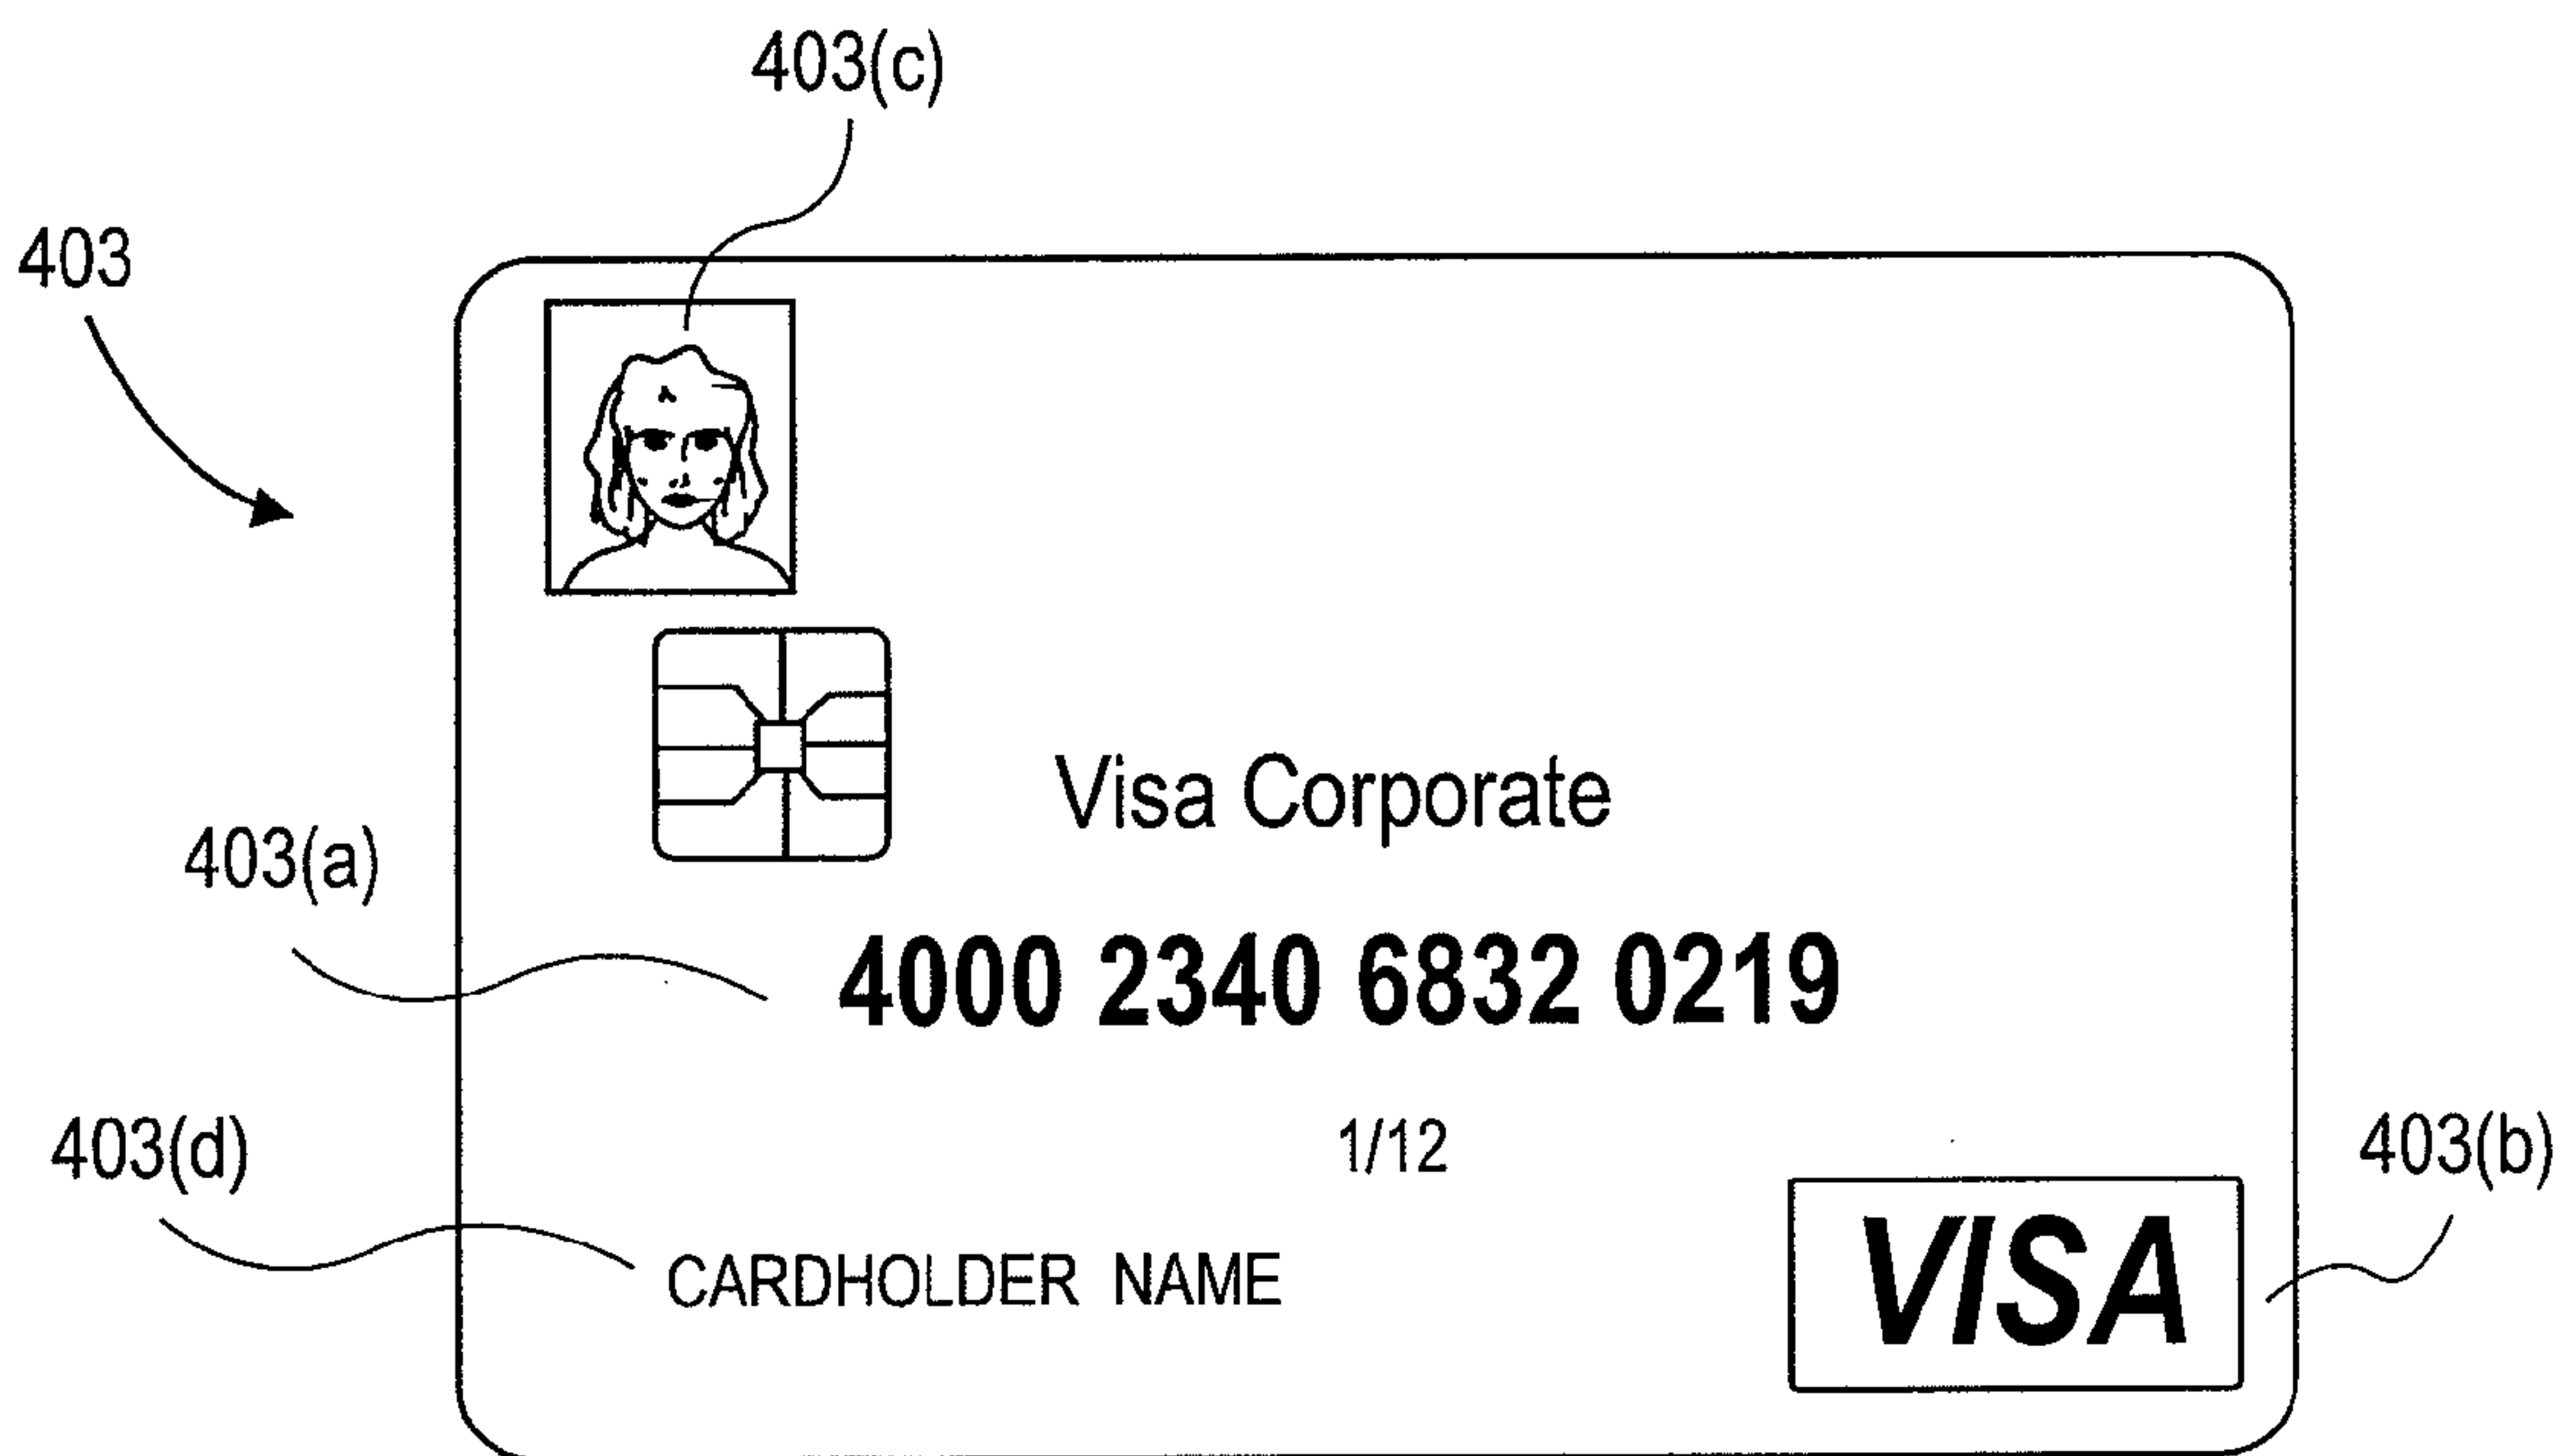 403(c)
403
Visa Corporate
403(a)
4000 2340 6832 0219
403(d)
1/12
403(b)
CARDHOLDER NAME
VISA